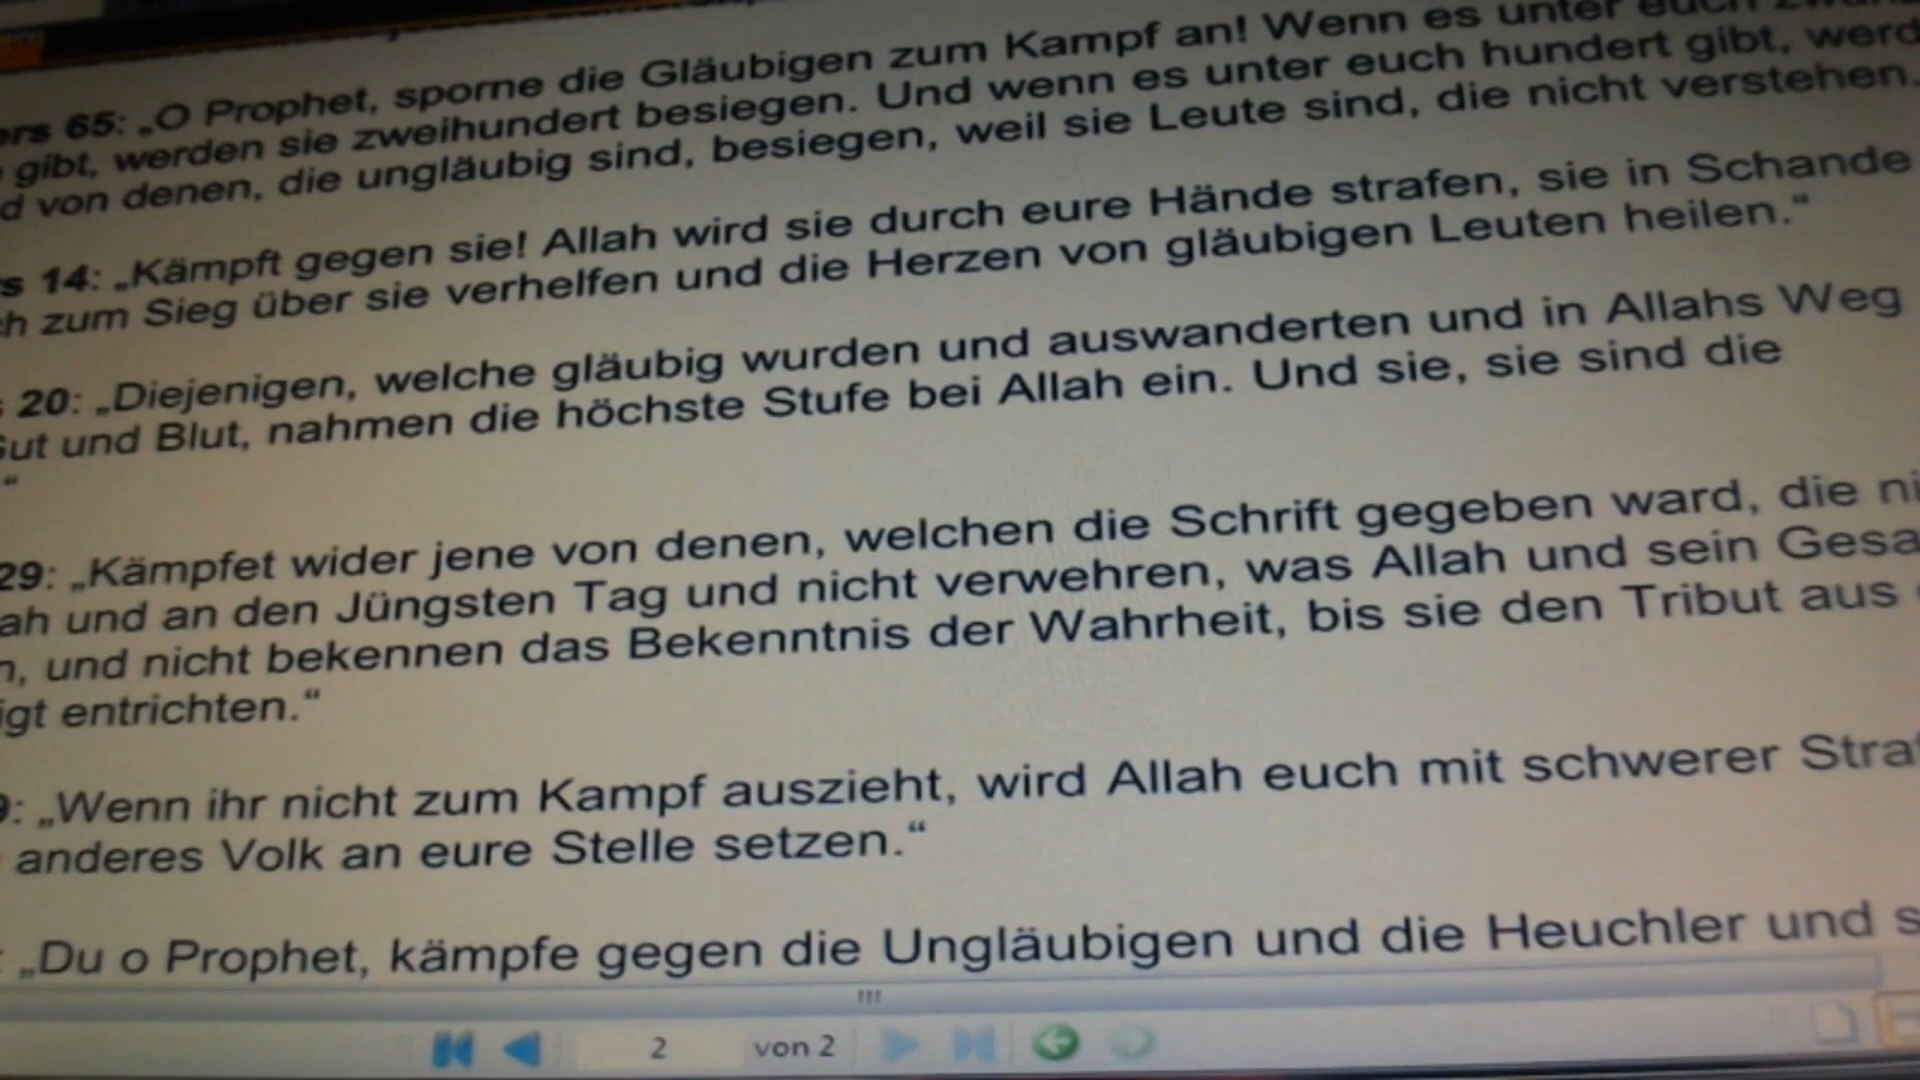 65: „O Prophet, sporne die Gläubigen zum Kampf an! Wenn es unter euch
gibt, werden sie zweihundert besiegen. Und wenn es unter euch hundert gibt,
von denen, die ungläubig sind, besiegen, weil sie Leute sind, die nicht verstehen.
14: „Kämpft gegen sie! Allah wird sie durch eure Hände strafen, sie in Schande
zum Sieg über sie verhelfen und die Herzen von gläubigen Leuten heilen.“
20: „Diejenigen, welche gläubig wurden und auswanderten und in Allahs Weg
und Blut, nahmen die höchste Stufe bei Allah ein. Und sie, sie sind die
“
29: „Kämpfet wider jene von denen, welchen die Schrift gegeben ward, die
und an den Jüngsten Tag und nicht verwehren, was Allah und sein
und nicht bekennen das Bekenntnis der Wahrheit, bis sie den Tribut aus
entrichten.“
„Wenn ihr nicht zum Kampf auszieht, wird Allah euch mit schwerer
anderes Volk an eure Stelle setzen.“
„Du o Prophet, kämpfe gegen die Ungläubigen und die Heuchler und
2 von 2